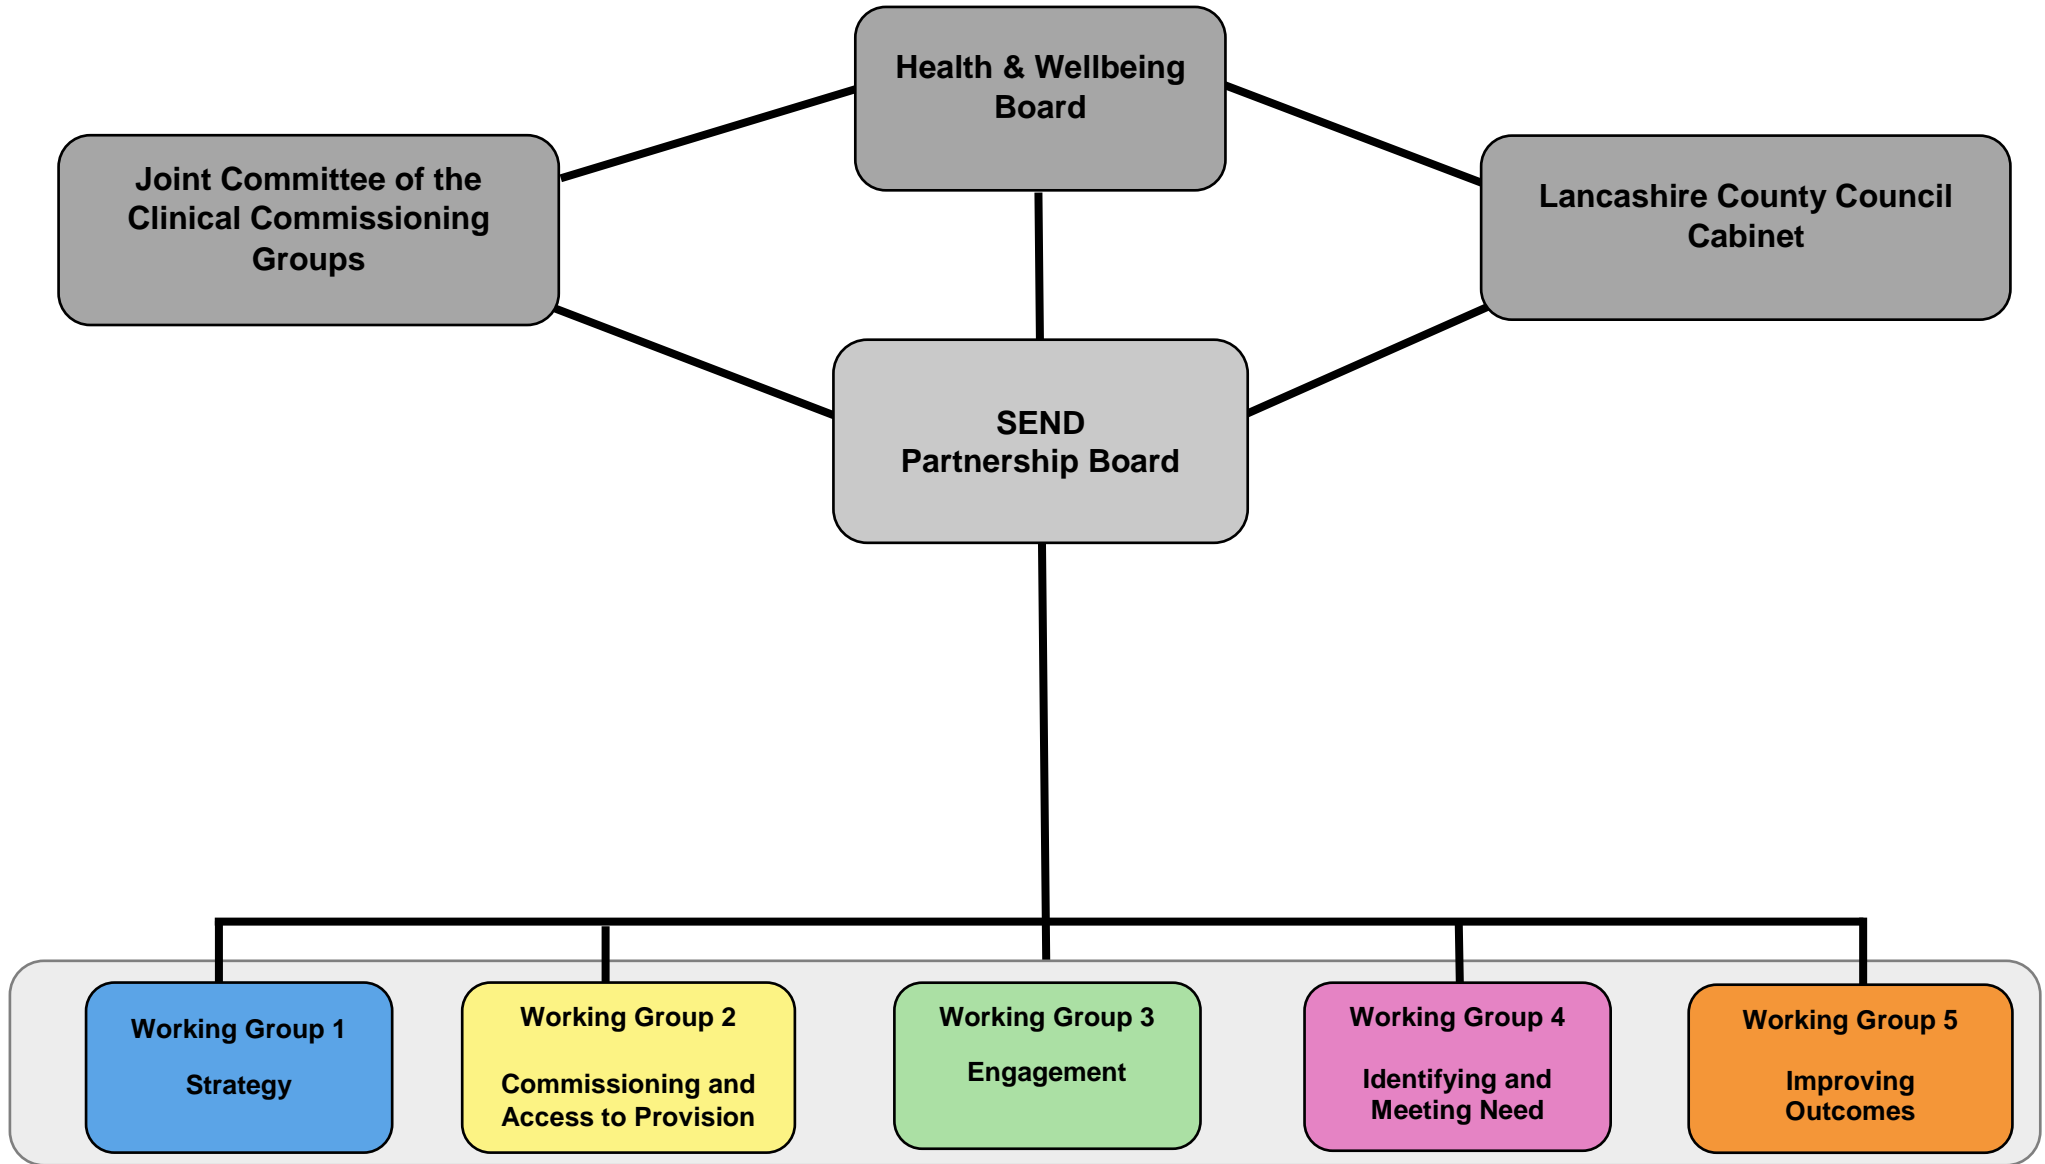 Health & Wellbeing
Board
Joint Committee of the
Clinical Commissioning
Groups
Lancashire County Council
Cabinet
SEND
Partnership Board
Working Group 1
Strategy
Working Group 2
Commissioning and
Access to Provision
Working Group 3
Engagement
Working Group 4
Identifying and
Meeting Need
Working Group 5
Improving
Outcomes